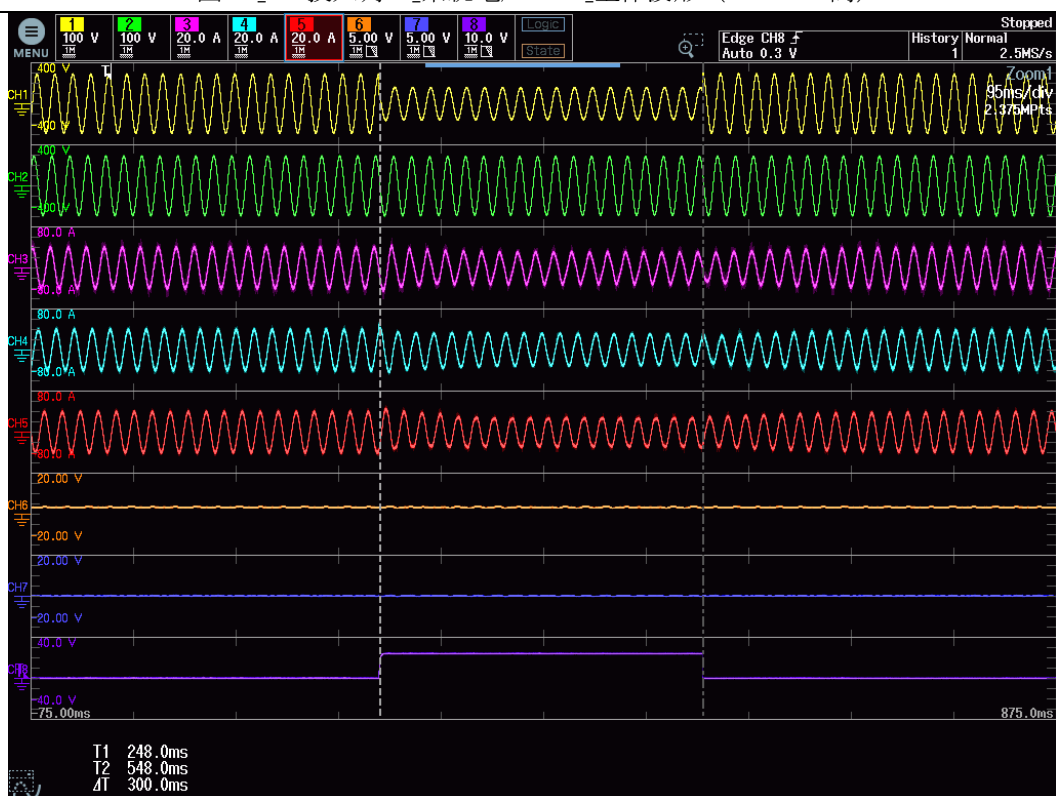 1 2 3 4 5 6 7 8 Logic Stopped
100 V 100 V 20.0 A 20.0 A 20.0 A 5.00 V 5.00 V 10.0 V Edge CH8 History Normal
MENU 1M 1M 1M 1M 1M 1M 1M 1M State Auto 0.3 V 1 2.5MS/s
400 V T Zoom1
CH1 95ms/div
-400 V 2.375MPts
400 V
CH2
-400 V
80.0 A
CH3
-80.0 A
80.0 A
CH4
-80.0 A
80.0 A
CH5
-80.0 A
20.00 V
CH6
-20.00 V
20.00 V
CH7
-20.00 V
40.0 V
CH8
-40.0 V
-75.00ms 875.0ms
T1 248.0ms
T2 548.0ms
ΔT 300.0ms